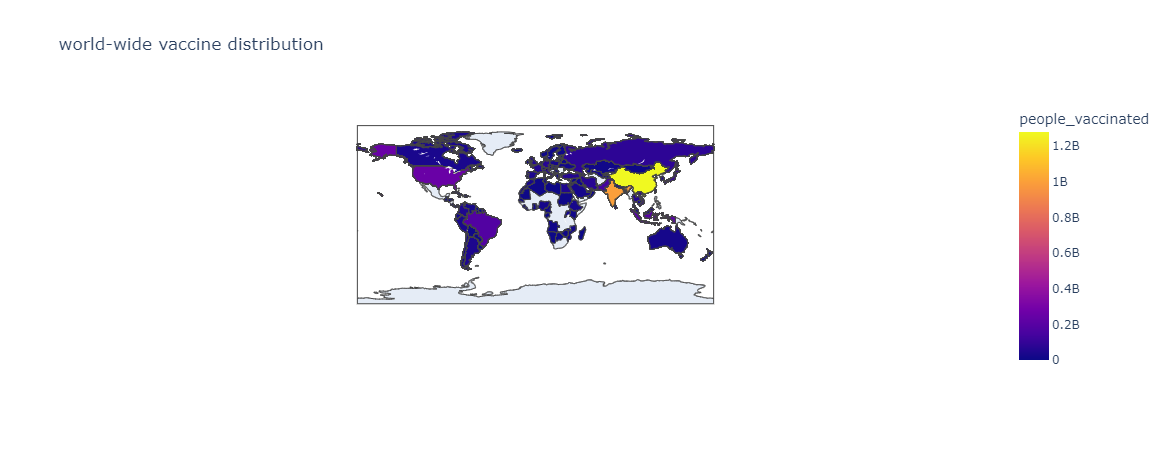 world-wide vaccine distribution
people_vaccinated
1.2B
1B
0.8B
0.6B
0.4B
0.2B
0